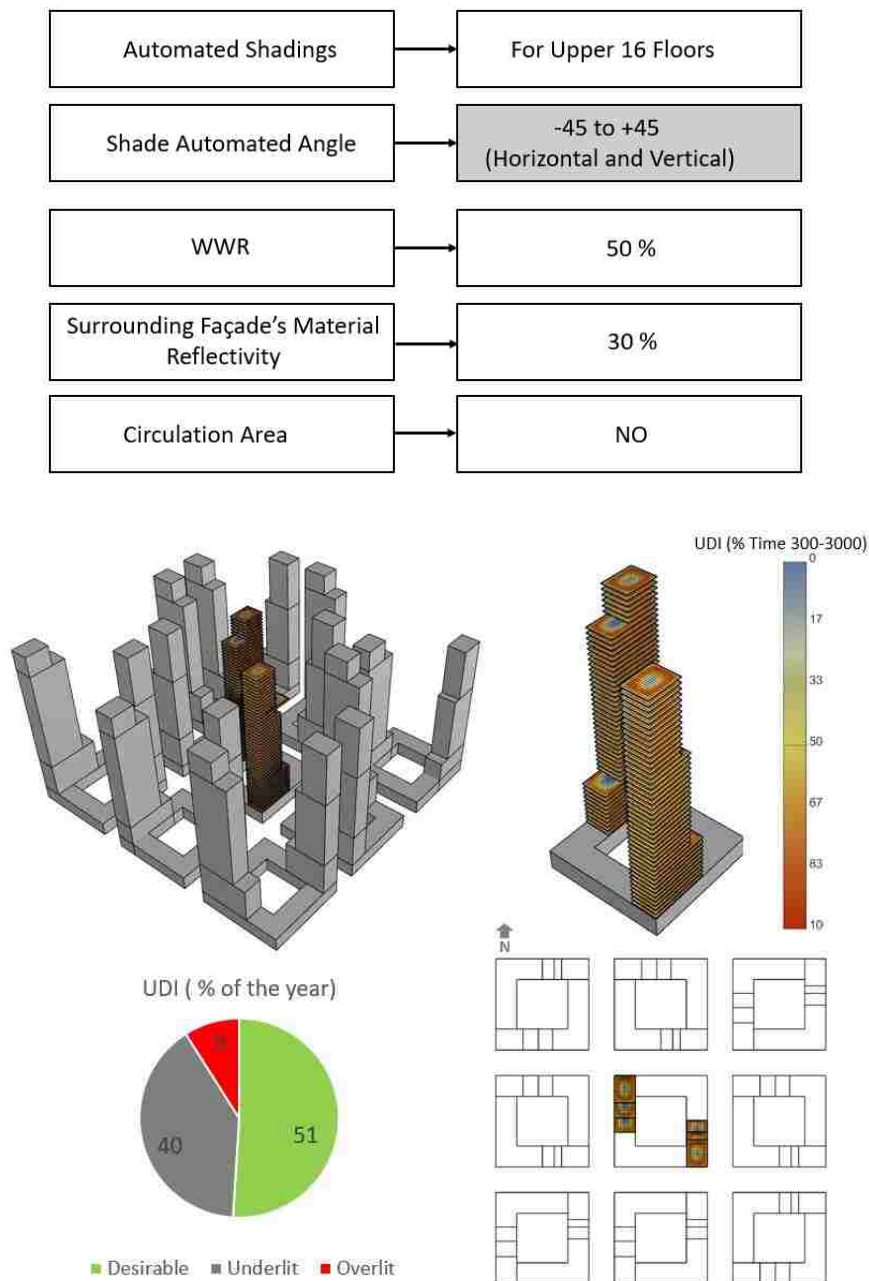 Automated Shadings
For Upper 16 Floors
Shade Automated Angle
-45 to +45
(Horizontal and Vertical)
WWR
50 %
Surrounding Façade's Material
Reflectivity
30 %
Circulation Area
NO
UDI (% Time 300-3000)
0
17
33
50
67
83
10
N
UDI ( % of the year)
9
40
51
Desirable
Underlit
Overlit